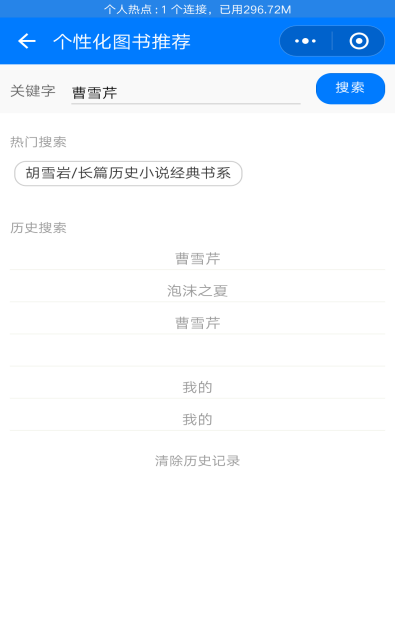 个人热点：1 个连接，已用296.72M
个性化图书推荐
关键字 曹雪芹 搜索
热门搜索
胡雪岩/长篇历史小说经典书系
历史搜索
曹雪芹
泡沫之夏
曹雪芹
我的
我的
清除历史记录